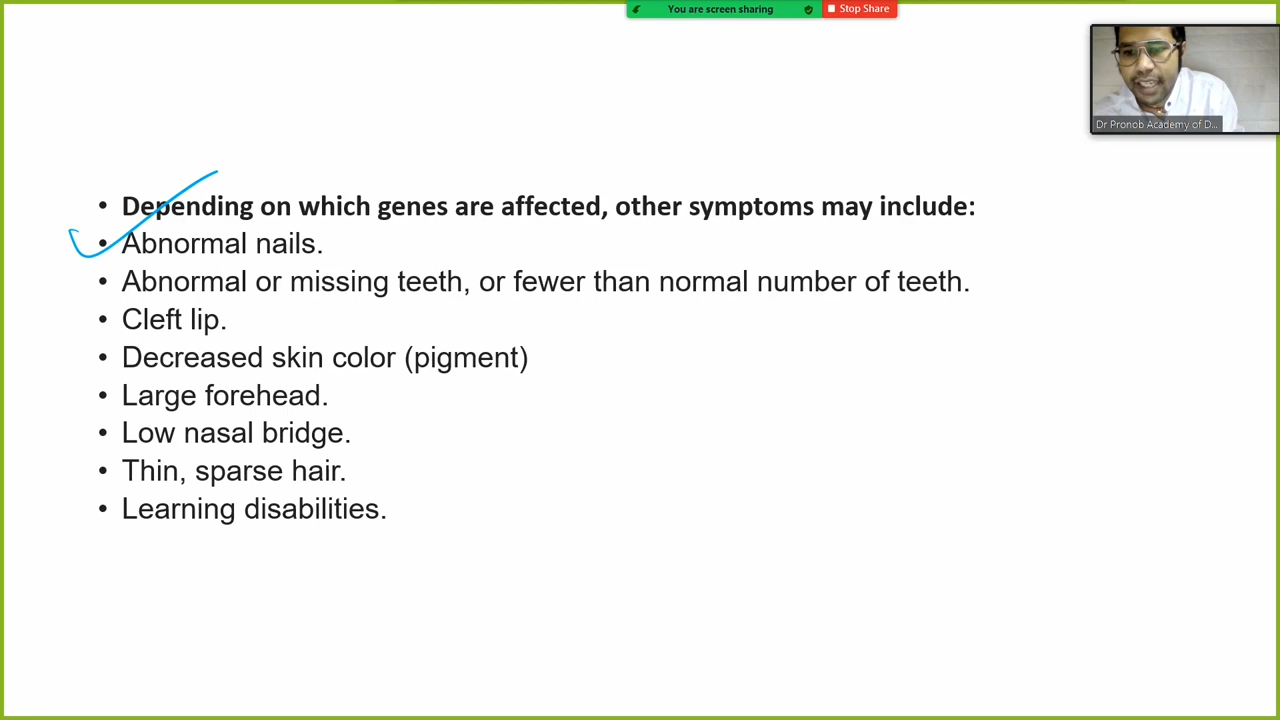 You are screen sharing
Stop Share
Dr Pronob Academy of D...
• Depending on which genes are affected, other symptoms may include:
• Abnormal nails.
• Abnormal or missing teeth, or fewer than normal number of teeth.
• Cleft lip.
• Decreased skin color (pigment)
• Large forehead.
• Low nasal bridge.
• Thin, sparse hair.
• Learning disabilities.